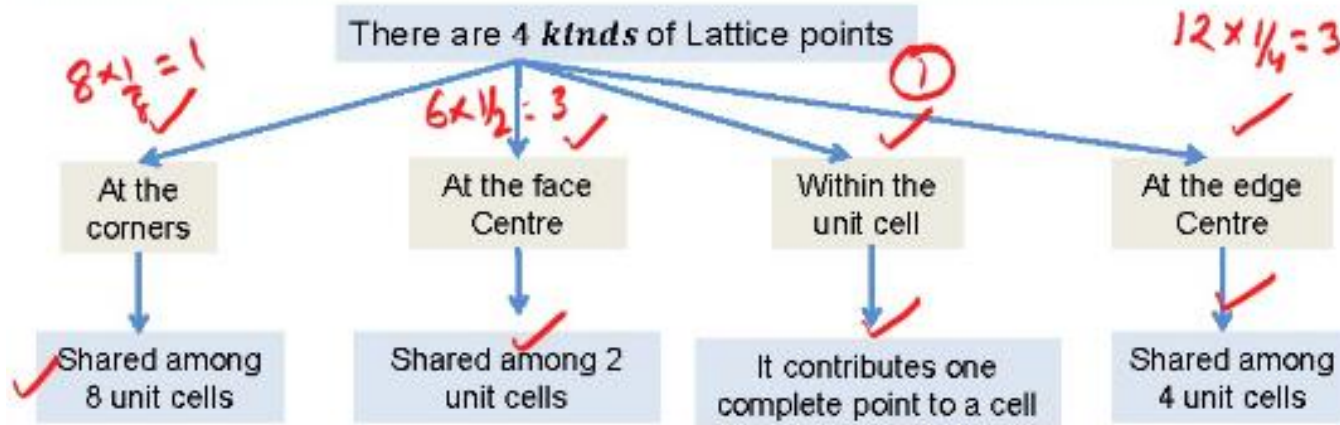 There are 4 kinds of Lattice points
8 × 1/8 = 1
6 × 1/2 = 3
1
12 × 1/4 = 3
At the
corners
At the face
Centre
Within the
unit cell
At the edge
Centre
Shared among
8 unit cells
Shared among 2
unit cells
It contributes one
complete point to a cell
Shared among
4 unit cells